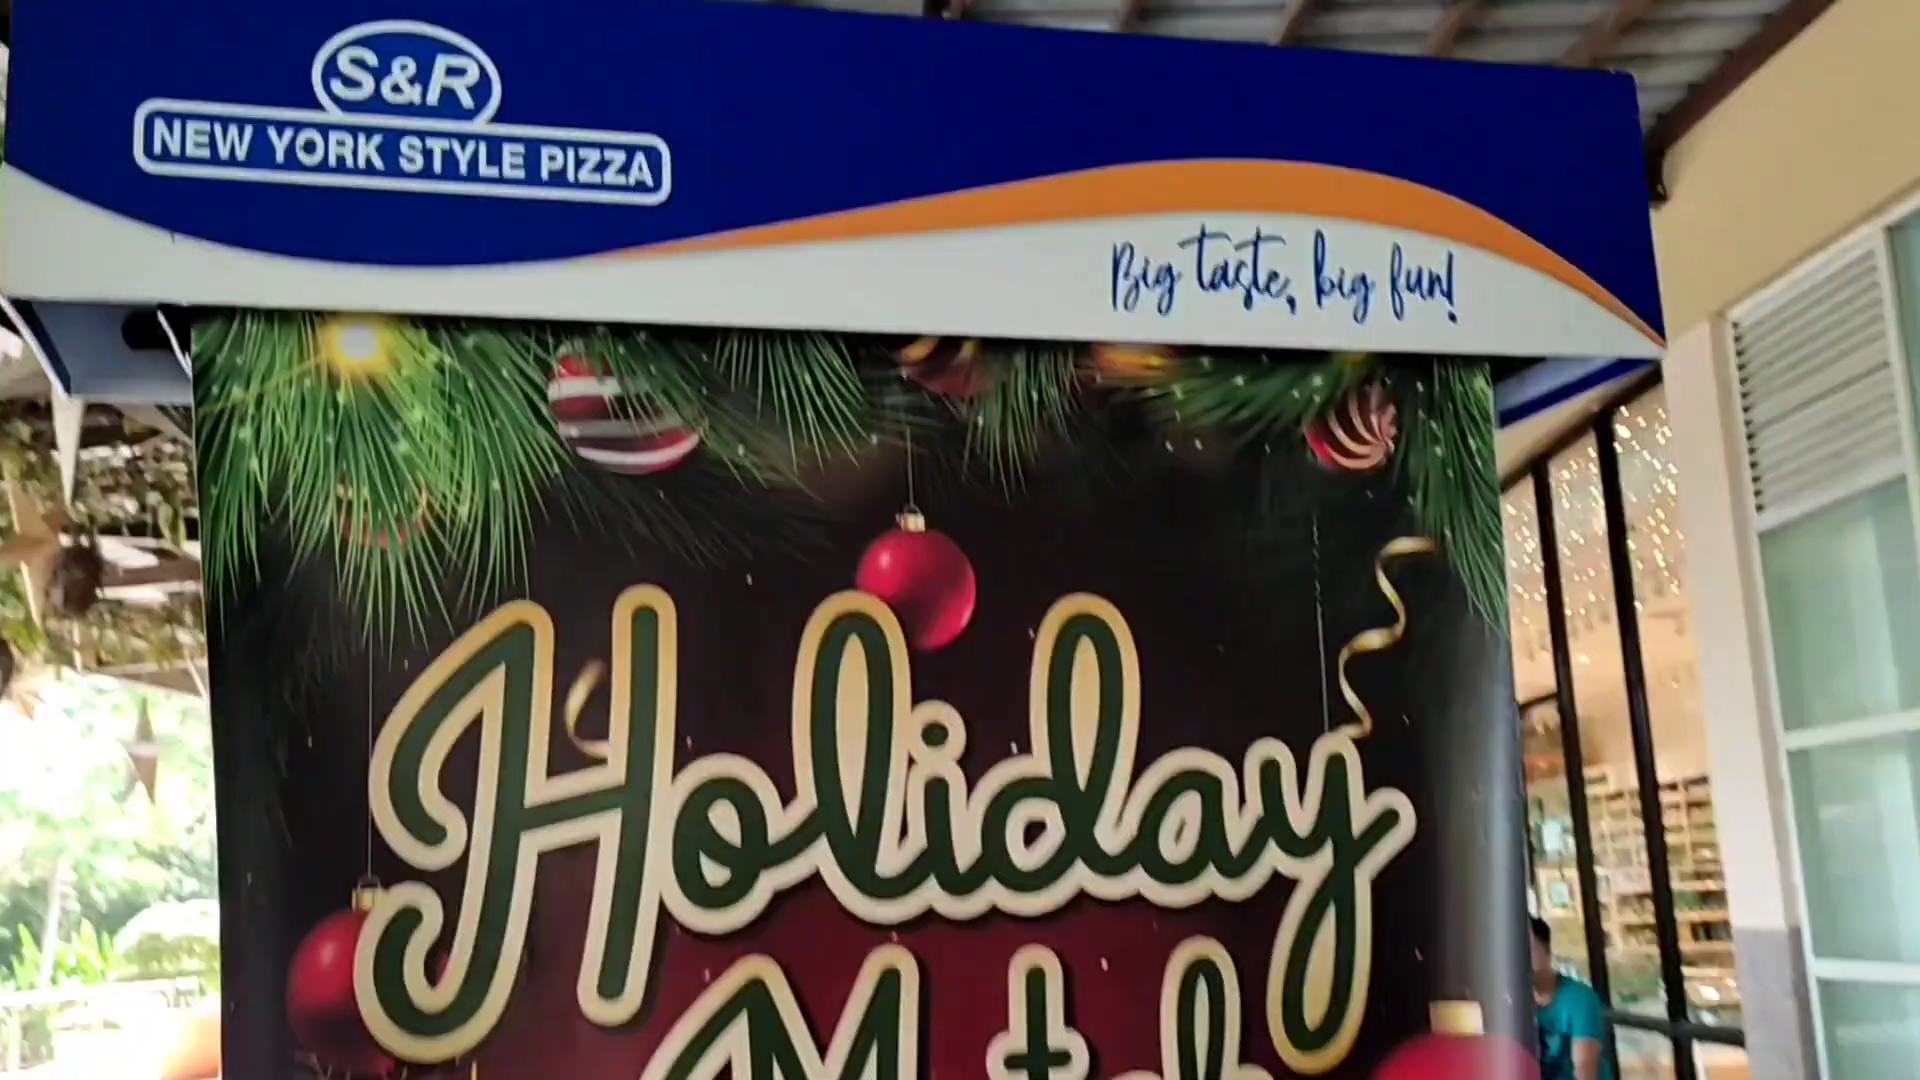 S&R
NEW YORK STYLE PIZZA
Big taste, big fun!
Holiday